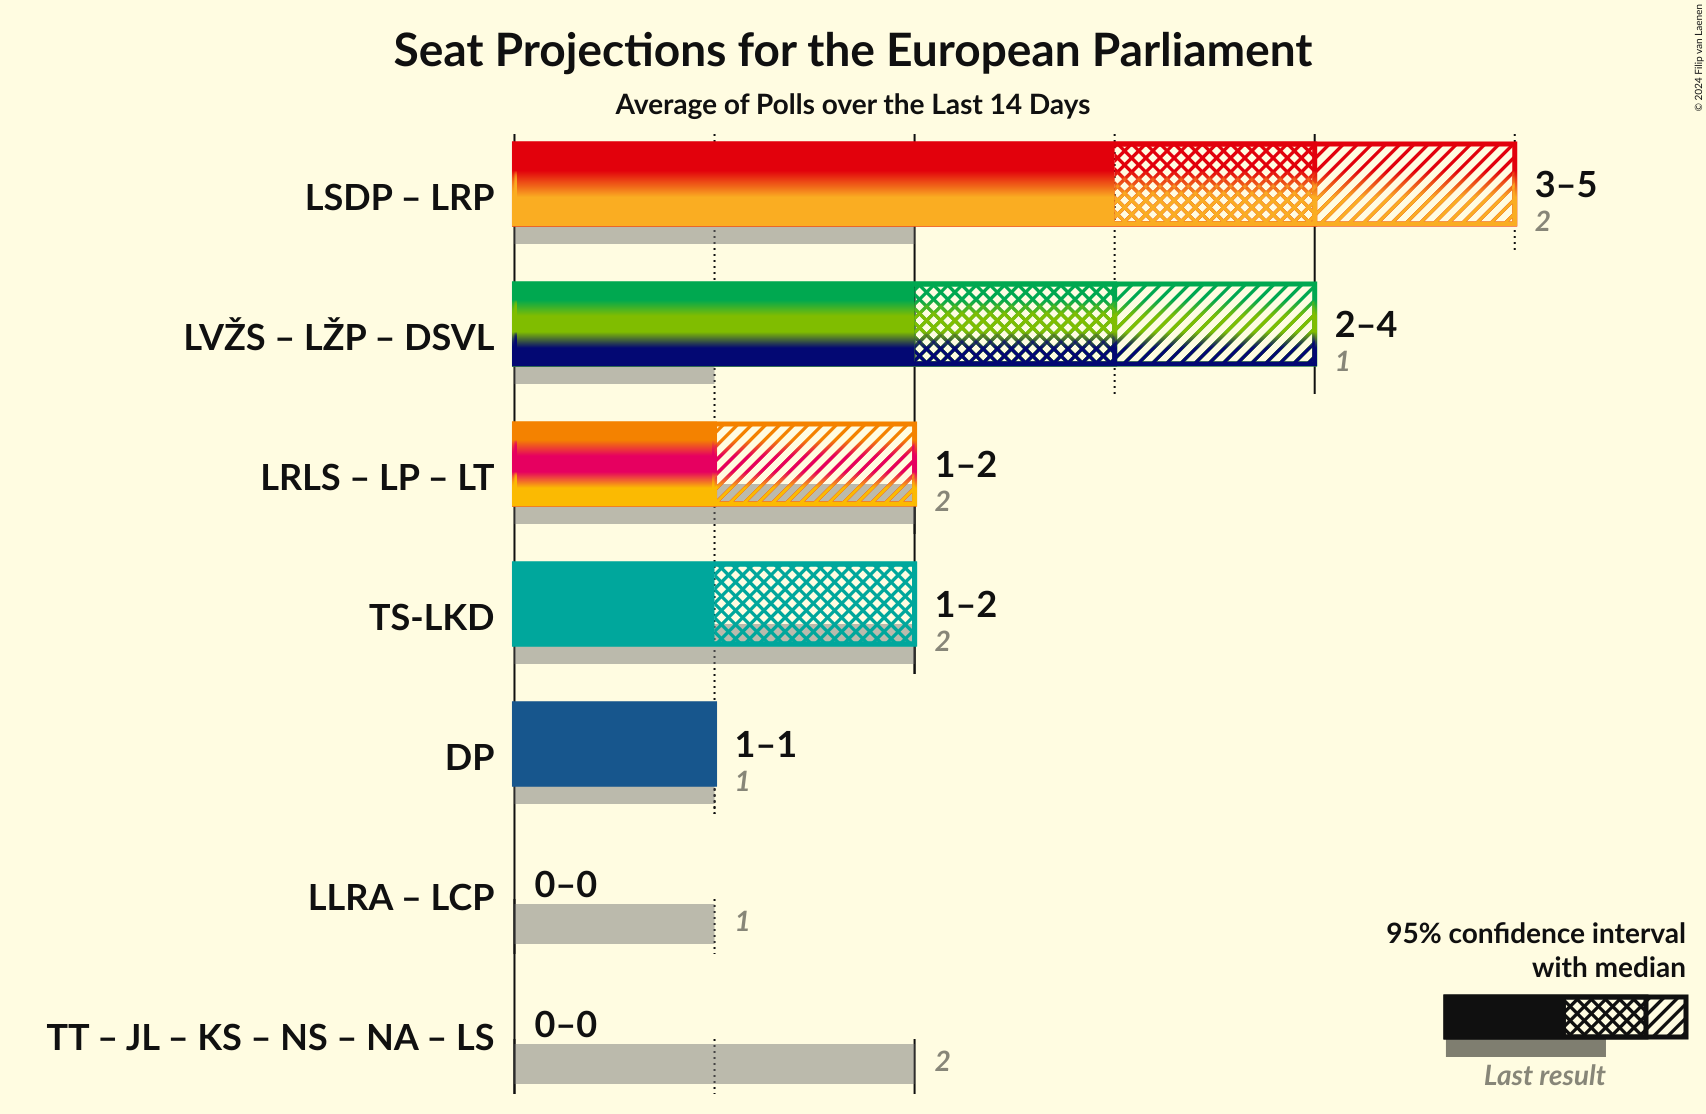 Seat Projections for the European Parliament
Average of Polls over the Last 14 Days
© 2024 Filip van Laenen
LSDP – LRP
3–5
2
LVŽS – LŽP – DSVL
2–4
1
LRLS – LP – LT
1–2
2
TS-LKD
1–2
2
DP
1–1
1
LLRA – LCP
0–0
1
TT – JL – KS – NS – NA – LS
0–0
2
95% confidence interval
with median
Last result